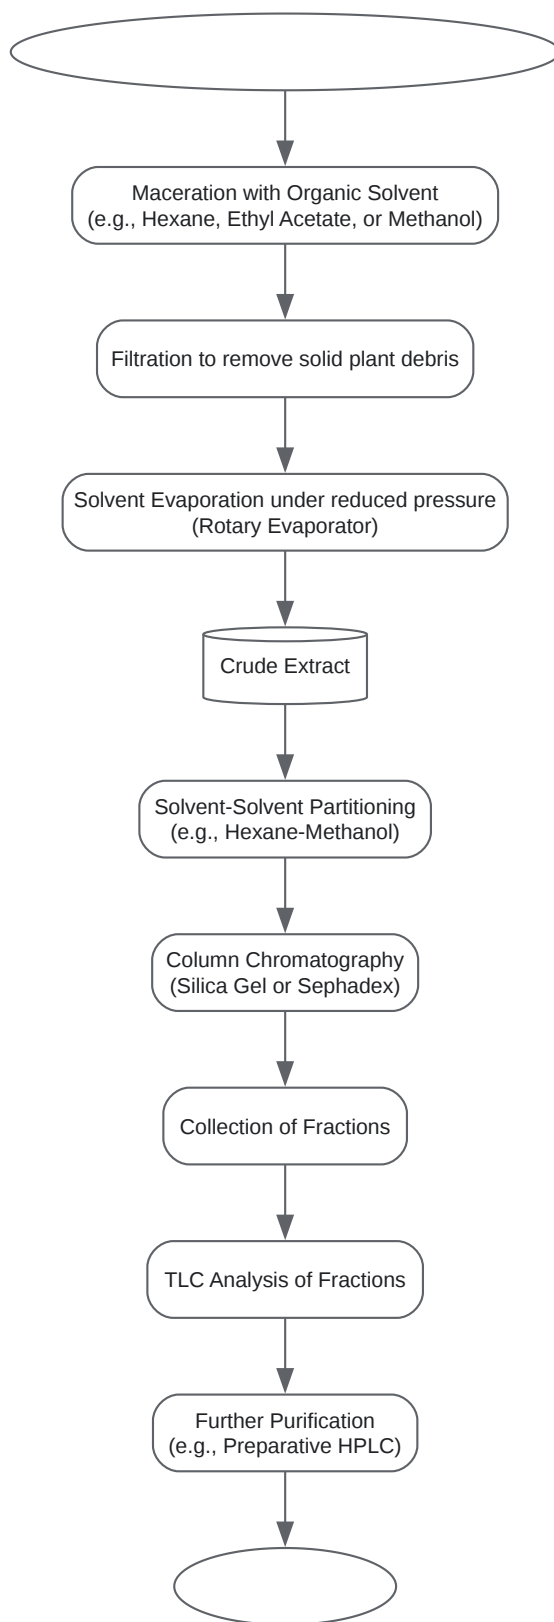 Maceration with Organic Solvent
(e.g., Hexane, Ethyl Acetate, or Methanol)
Filtration to remove solid plant debris
Solvent Evaporation under reduced pressure
(Rotary Evaporator)
Crude Extract
Solvent-Solvent Partitioning
(e.g., Hexane-Methanol)
Column Chromatography
(Silica Gel or Sephadex)
Collection of Fractions
TLC Analysis of Fractions
Further Purification
(e.g., Preparative HPLC)